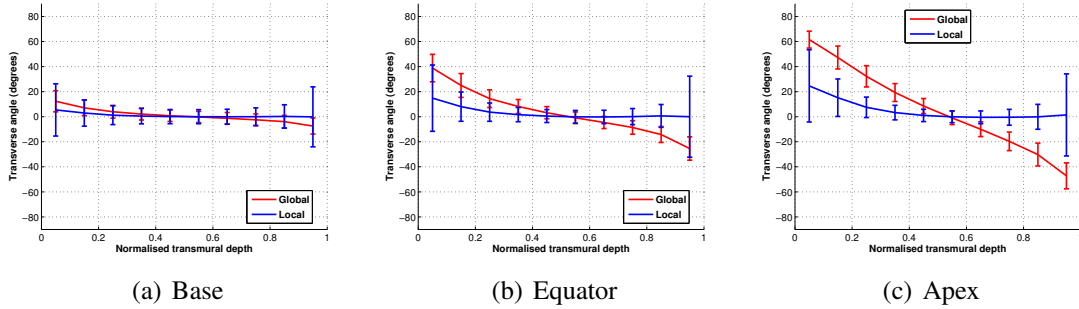 80
60
40
20
0
−20
−40
−60
−80
Transverse angle (degrees)
0 0.2 0.4 0.6 0.8 1
Normalised transmural depth
Global
Local
(a) Base
80
60
40
20
0
−20
−40
−60
−80
Transverse angle (degrees)
0 0.2 0.4 0.6 0.8 1
Normalised transmural depth
Global
Local
(b) Equator
80
60
40
20
0
−20
−40
−60
−80
Transverse angle (degrees)
0 0.2 0.4 0.6 0.8
Normalised transmural depth
Global
Local
(c) Apex